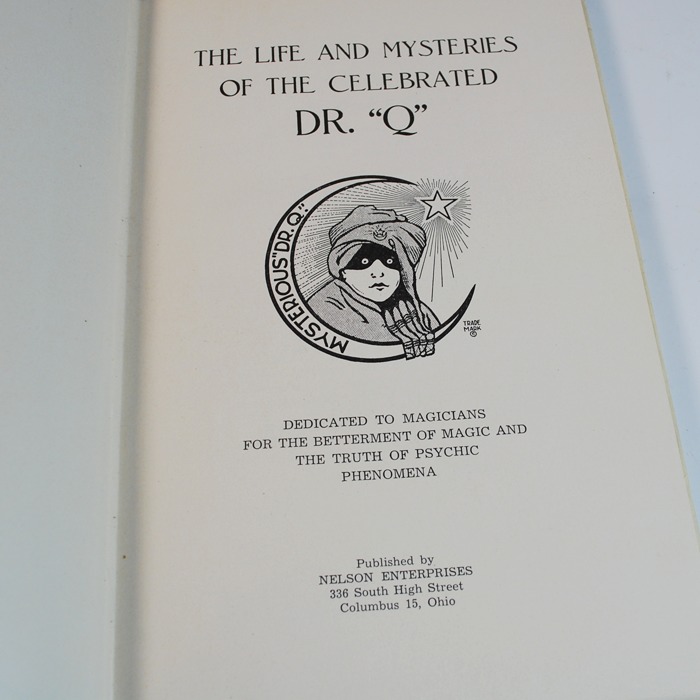 THE LIFE AND MYSTERIES
OF THE CELEBRATED
DR. “Q”
MYSTERIOUS "DR. Q."
TRADE
MARK
©
DEDICATED TO MAGICIANS
FOR THE BETTERMENT OF MAGIC AND
THE TRUTH OF PSYCHIC
PHENOMENA
Published by
NELSON ENTERPRISES
336 South High Street
Columbus 15, Ohio